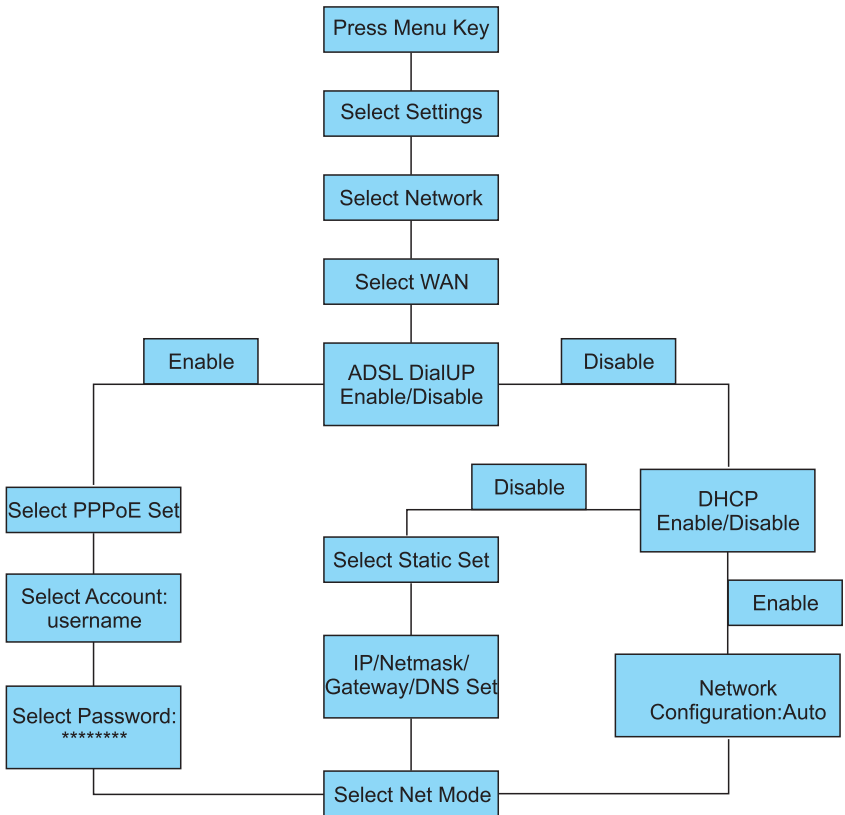 Press Menu Key
Select Settings
Select Network
Select WAN
Enable
ADSL DialUP
Enable/Disable
Disable
Select PPPoE Set
Disable
DHCP
Enable/Disable
Select Static Set
Select Account:
username
Enable
IP/Netmask/
Gateway/DNS Set
Network
Configuration:Auto
Select Password:
********
Select Net Mode